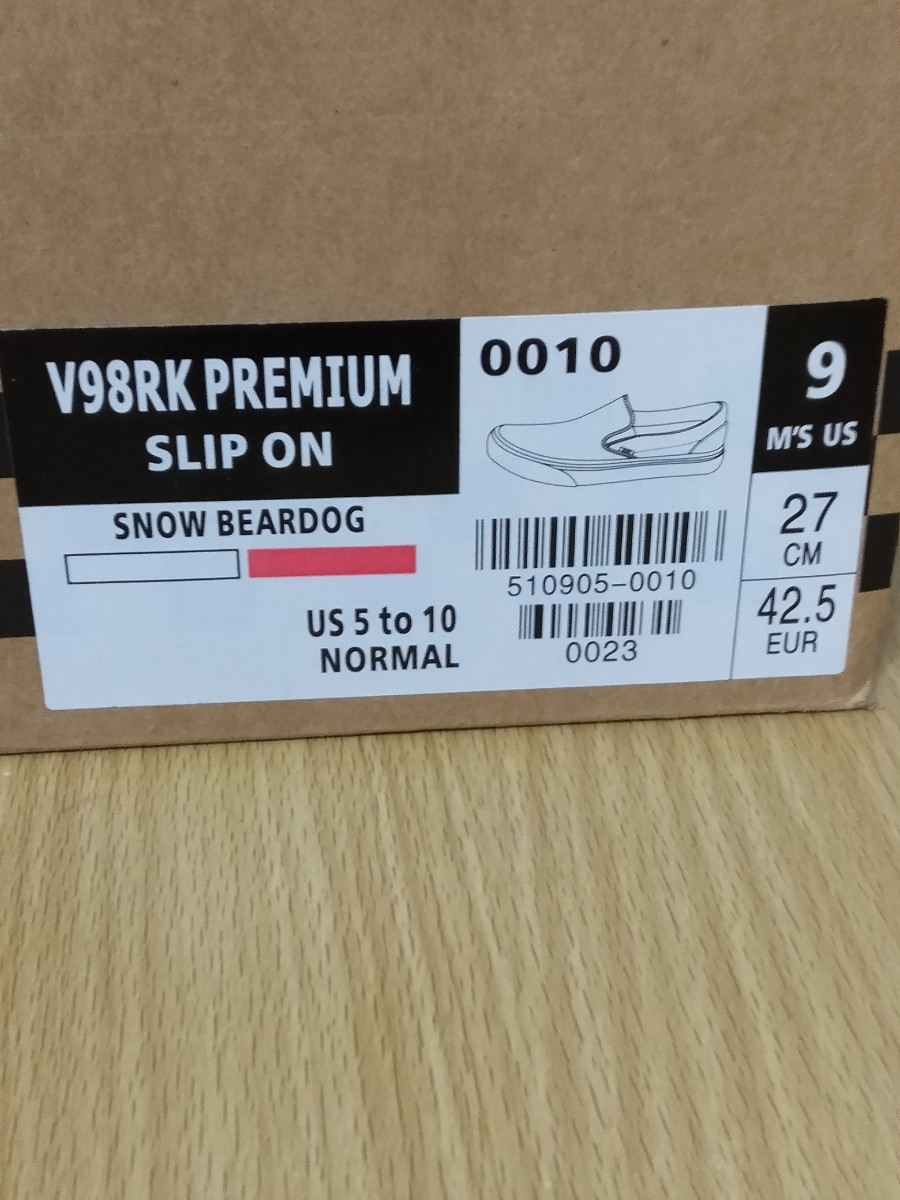 V98RK PREMIUM
SLIP ON
SNOW BEARDOG
US 5 to 10
NORMAL
0010
510905-0010
0023
9
M'S US
27
CM
42.5
EUR